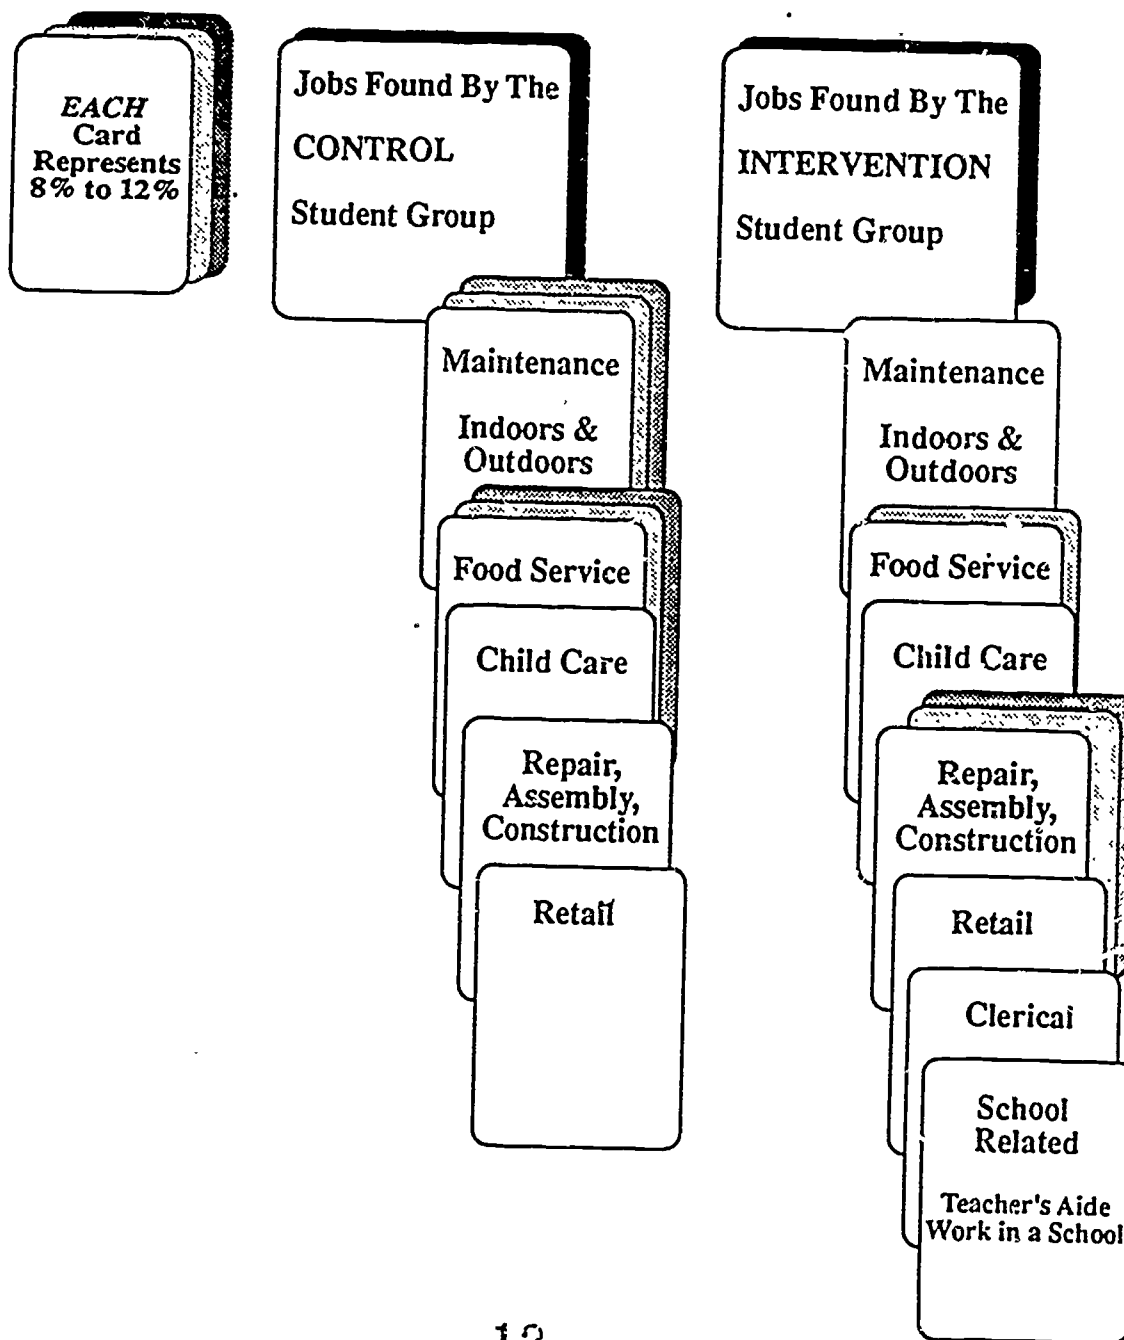 EACH
Card
Represents
8% to 12%
Jobs Found By The
CONTROL
Student Group
Maintenance
Indoors &
Outdoors
Food Service
Child Care
Repair,
Assembly,
Construction
Retail
Jobs Found By The
INTERVENTION
Student Group
Maintenance
Indoors &
Outdoors
Food Service
Child Care
Repair,
Assembly,
Construction
Retail
Clerical
School
Related
Teacher's Aide
Work in a School